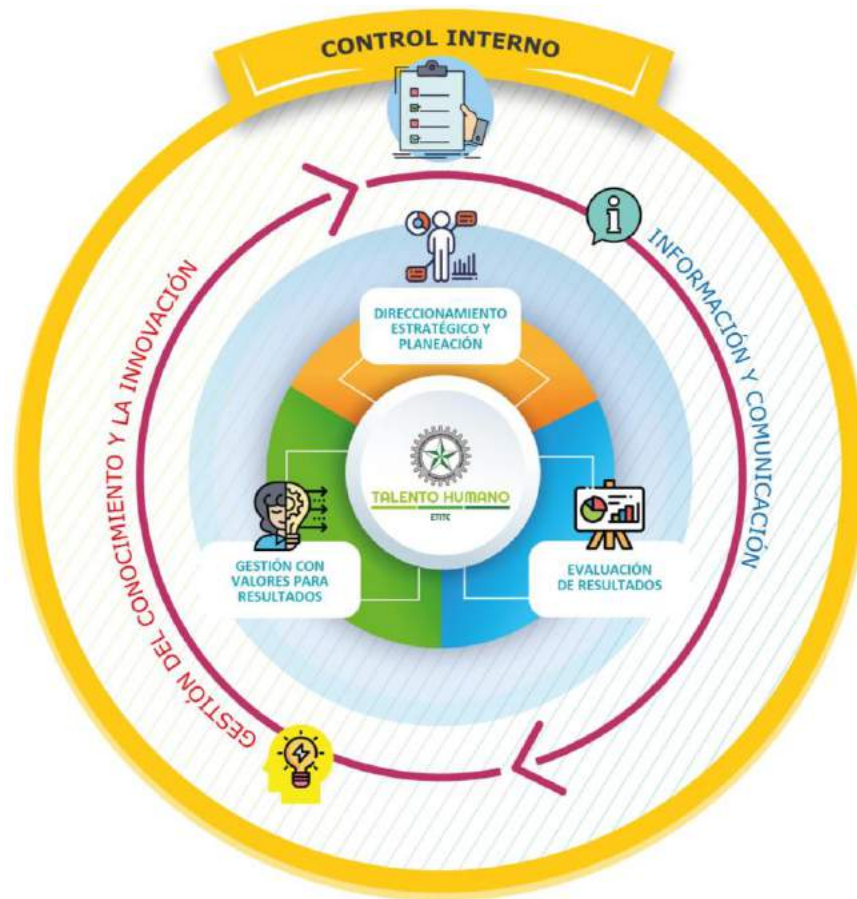 CONTROL INTERNO
INFORMACIÓN Y COMUNICACIÓN
GESTIÓN DEL CONOCIMIENTO Y LA INNOVACIÓN
DIRECCIONAMIENTO
ESTRATÉGICO Y
PLANEACIÓN
TALENTO HUMANO
ETITC
GESTIÓN CON
VALORES PARA
RESULTADOS
EVALUACIÓN
DE RESULTADOS